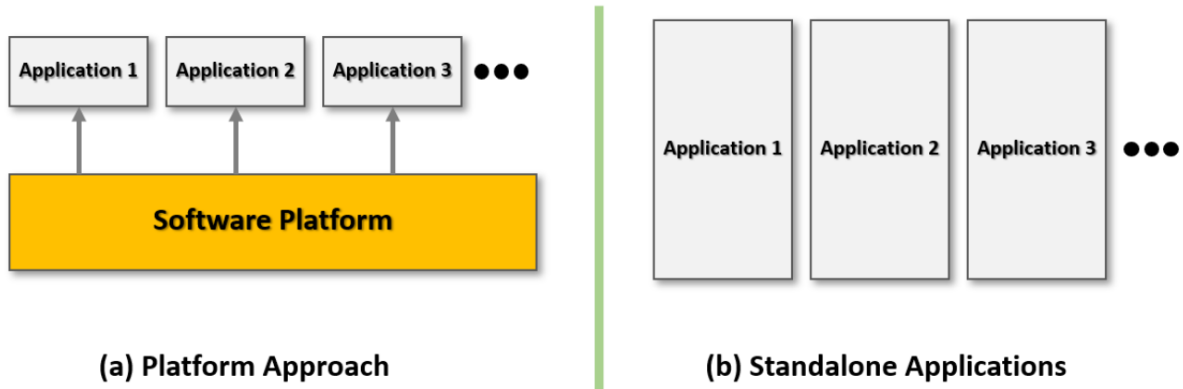 Application 1
Application 2
Application 3
Software Platform
(a) Platform Approach
Application 1
Application 2
Application 3
(b) Standalone Applications